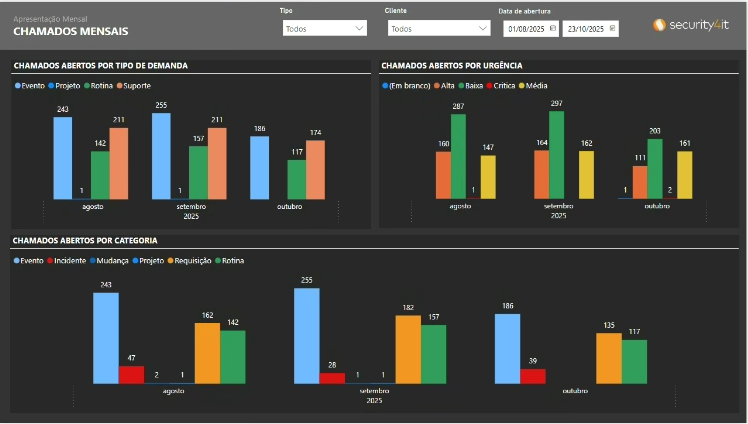 Apresentação Mensal
CHAMADOS MENSAIS
Tipo
Todos
Cliente
Todos
Data de abertura
01/08/2025
23/10/2025
security4it
CHAMADOS ABERTOS POR TIPO DE DEMANDA
Evento Projeto Rotina Suporte
243
1
142
211
255
1
157
211
186
117
174
agosto
setembro
outubro
2025
CHAMADOS ABERTOS POR URGÊNCIA
(Em branco) Alta Baixa Crítica Média
160
287
1
147
164
297
162
1
111
203
2
161
agosto
setembro
outubro
2025
CHAMADOS ABERTOS POR CATEGORIA
Evento Incidente Mudança Projeto Requisição Rotina
243
47
2
1
162
142
255
28
1
1
182
157
186
39
135
117
agosto
setembro
outubro
2025